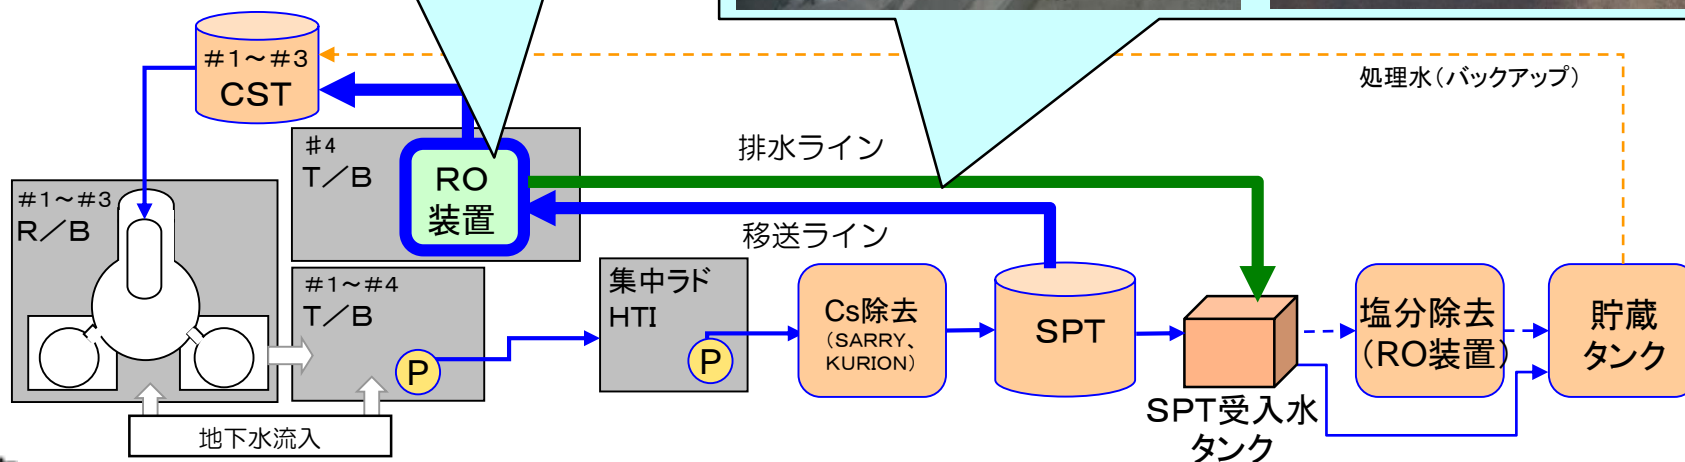 #1～#3
CST
処理水(バックアップ)
#4
T／B
RO
装置
排水ライン
移送ライン
#1～#3
R／B
#1～#4
T／B
P
集中ラド
HTI
P
Cs除去
(SARRY、
KURION)
SPT
SPT受入水
タンク
塩分除去
(RO装置)
貯蔵
タンク
地下水流入